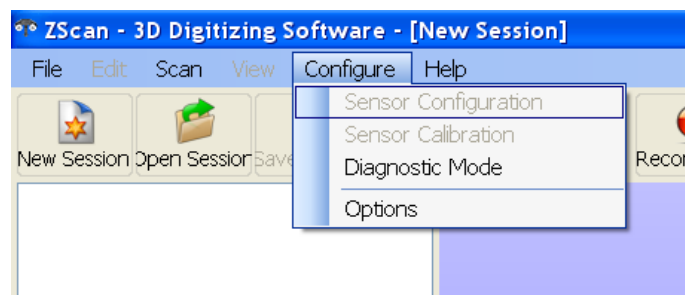 ZScan - 3D Digitizing Software - [New Session]
File Edit Scan View Configure Help
Sensor Configuration
Sensor Calibration
Diagnostic Mode
Options
New Session Open Session Save
Recor